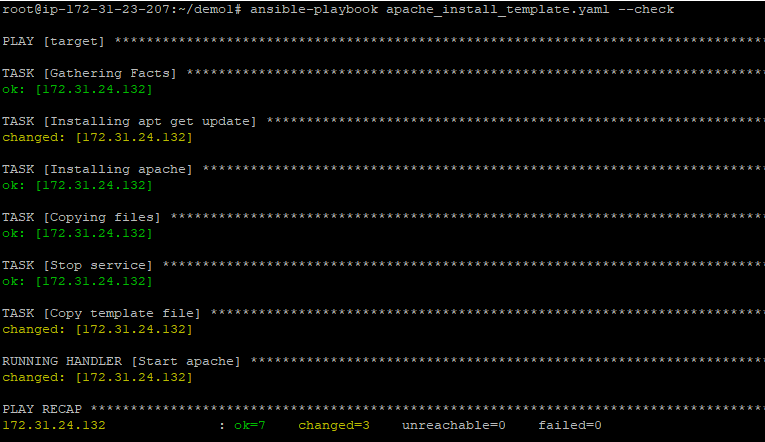 root@ip-172-31-23-207:~/demo1# ansible-playbook apache_install_template.yaml --check
PLAY [target] **********************************************************************************
TASK [Gathering Facts] *************************************************************************
ok: [172.31.24.132]
TASK [Installing apt get update] ***************************************************************
changed: [172.31.24.132]
TASK [Installing apache] ***********************************************************************
ok: [172.31.24.132]
TASK [Copying files] ***************************************************************************
ok: [172.31.24.132]
TASK [Stop service] ****************************************************************************
ok: [172.31.24.132]
TASK [Copy template file] **********************************************************************
changed: [172.31.24.132]
RUNNING HANDLER [Start apache] *****************************************************************
changed: [172.31.24.132]
PLAY RECAP *************************************************************************************
172.31.24.132              : ok=7    changed=3    unreachable=0    failed=0